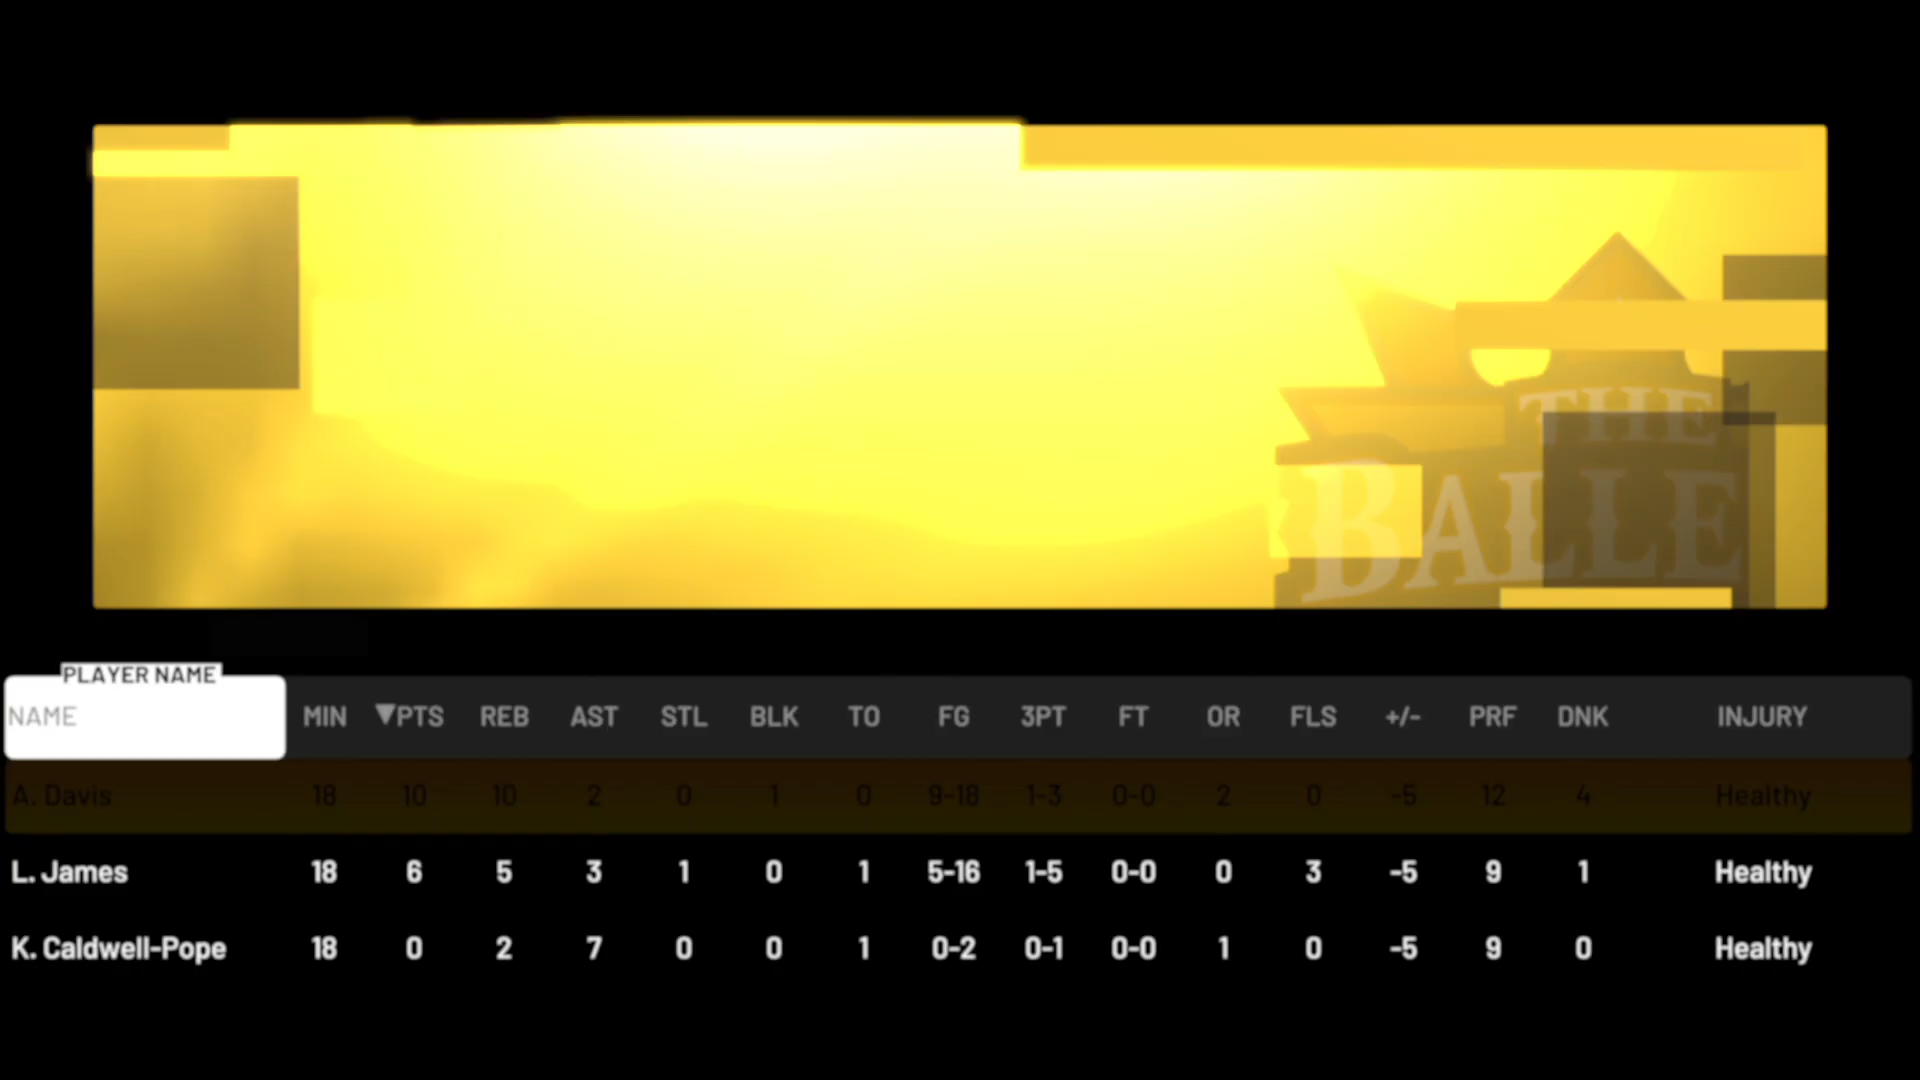 THE
BALLE
PLAYER NAME
NAME MIN ▼PTS REB AST STL BLK TO FG 3PT FT OR FLS +/- PRF DNK INJURY
A. Davis 18 10 10 2 0 1 0 9-18 1-3 0-0 2 0 -5 12 4 Healthy
L. James 18 6 5 3 1 0 1 5-16 1-5 0-0 0 3 -5 9 1 Healthy
K. Caldwell-Pope 18 0 2 7 0 0 1 0-2 0-1 0-0 1 0 -5 9 0 Healthy